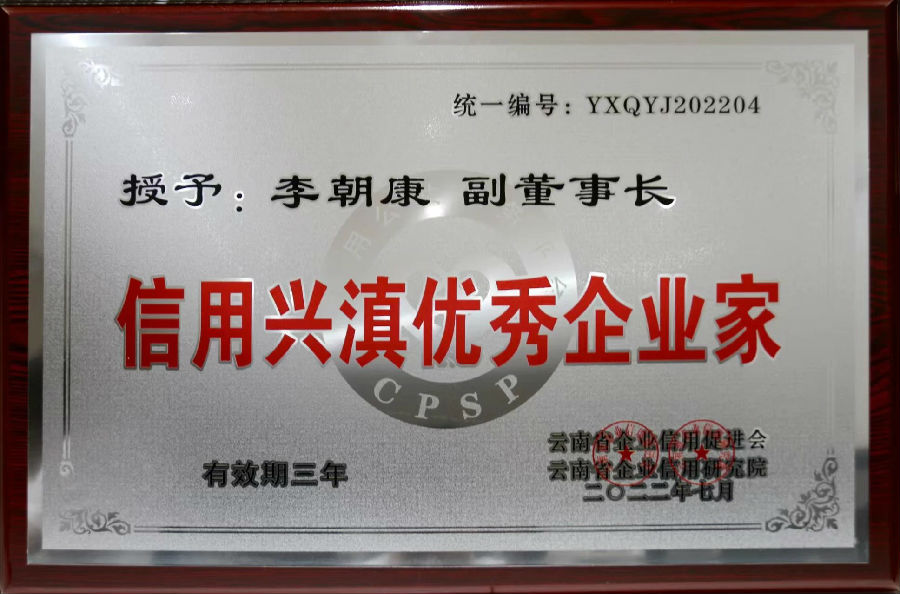 统一编号：YXQYJ202204
授予：李朝康 副董事长
信用兴滇优秀企业家
CPSP
有效期三年
云南省企业信用促进会
云南省企业信用研究院
二〇二二年七月